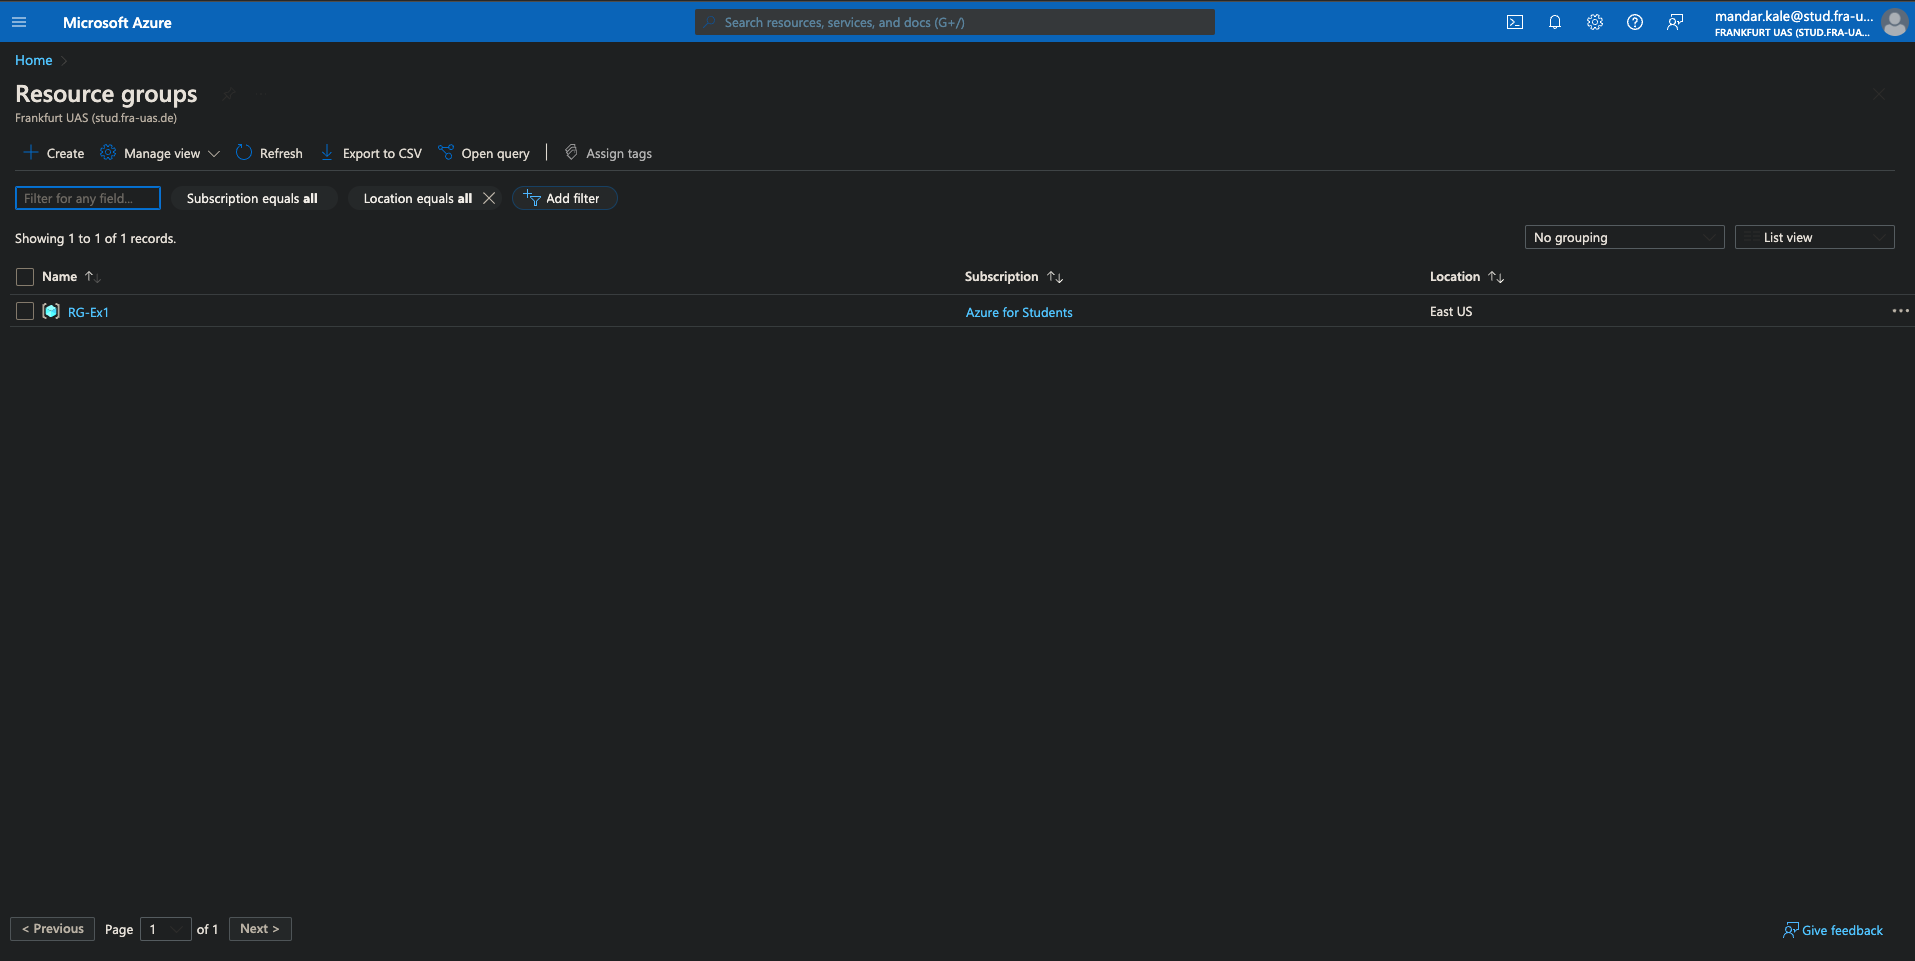 Microsoft Azure
Search resources, services, and docs (G+/)
mandar.kale@stud.fra-u...
FRANKFURT UAS (STUD.FRA-UA...
Home
Resource groups
Frankfurt UAS (stud.fra-uas.de)
Create Manage view Refresh Export to CSV Open query Assign tags
Filter for any field... Subscription equals all Location equals all Add filter
Showing 1 to 1 of 1 records. No grouping List view
Name Subscription Location
RG-Ex1 Azure for Students East US
< Previous Page 1 of 1 Next > Give feedback